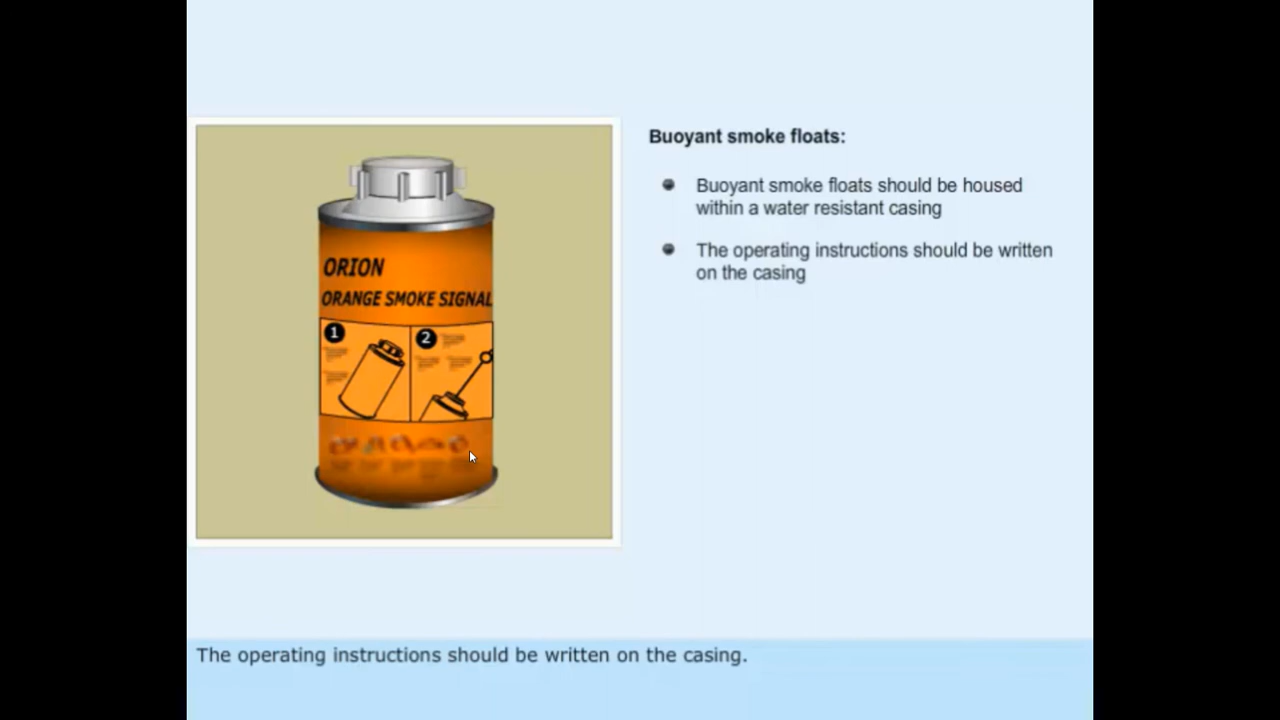 Buoyant smoke floats:
Buoyant smoke floats should be housed
within a water resistant casing
The operating instructions should be written
on the casing
ORION
ORANGE SMOKE SIGNAL
1
2
The operating instructions should be written on the casing.